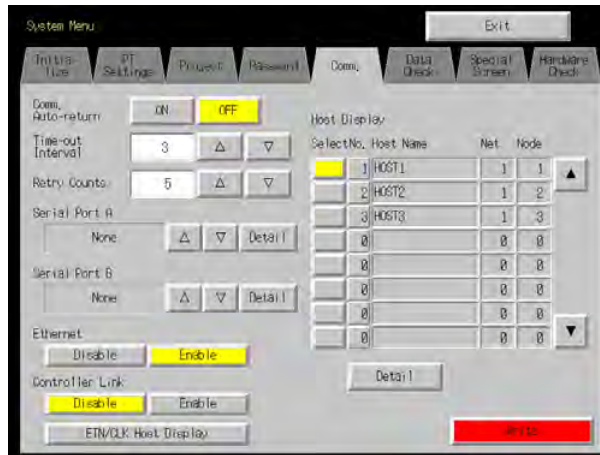 System Menu
Exit
Initia-
lize
PT
Settings
Project
Password
Comm.
Data
Check
Special
Screen
Hardware
Check
Comm.
Auto-return
ON
OFF
Time-out
Interval
3
△
▽
Retry Counts
5
△
▽
Serial Port A
None
△
▽
Detail
Serial Port B
None
△
▽
Detail
Ethernet
Disable
Enable
Controller Link
Disable
Enable
ETN/CLK Host Display
Host Display
Select No. Host Name Net Node
1 HOST1 1 1
2 HOST2 1 2
3 HOST3 1 3
0 0 0
0 0 0
0 0 0
0 0 0
0 0 0
▲
▼
Detail
Write